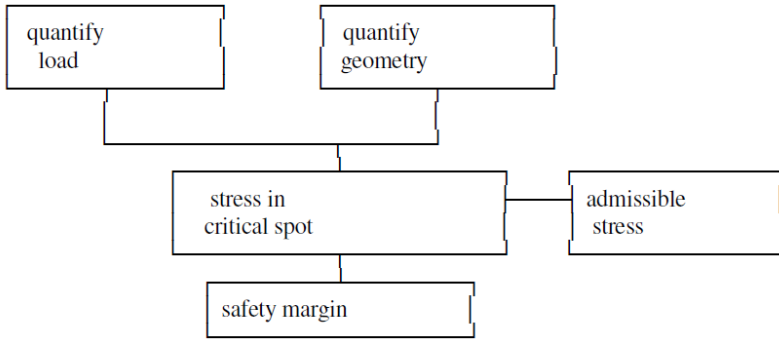 quantify
load
quantify
geometry
stress in
critical spot
admissible
stress
safety margin